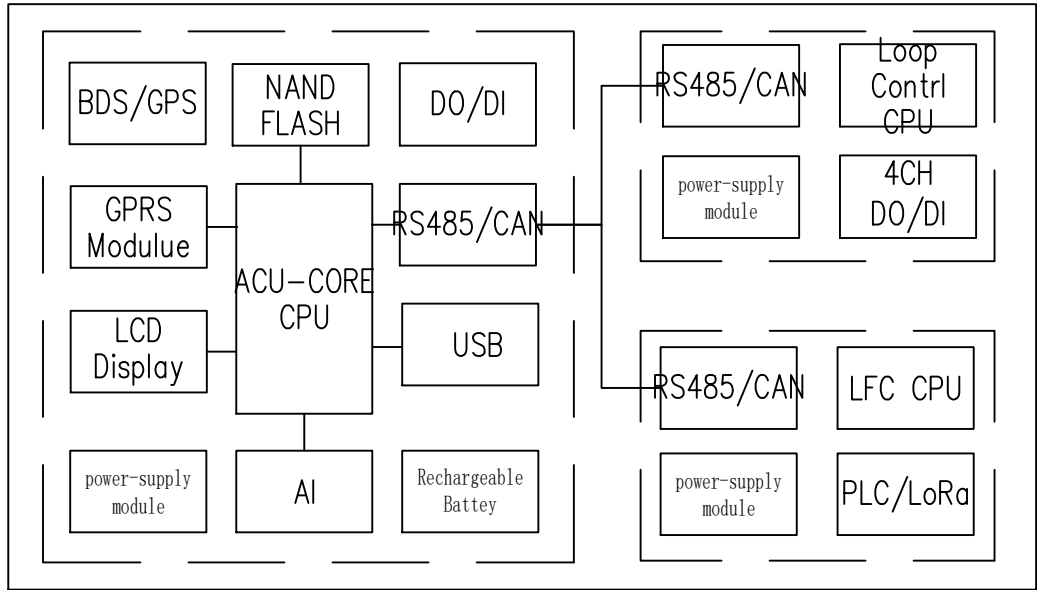 BDS/GPS
NAND
FLASH
DO/DI
GPRS
Modulue
ACU-CORE
CPU
RS485/CAN
LCD
Display
USB
power-supply
module
AI
Rechargeable
Battey
RS485/CAN
Loop
Contrl
CPU
power-supply
module
4CH
DO/DI
RS485/CAN
LFC CPU
power-supply
module
PLC/LoRa